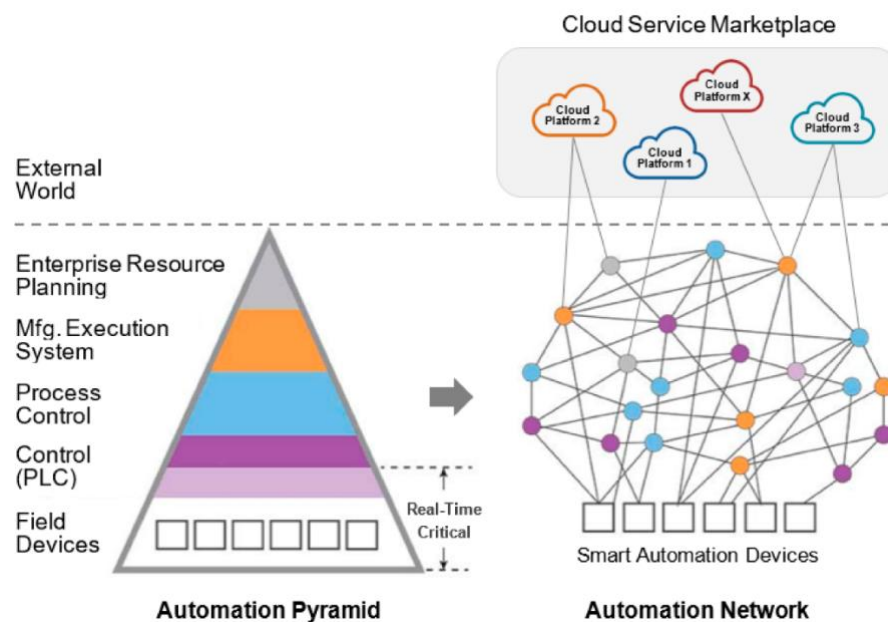 Cloud Service Marketplace
Cloud
Platform 2
Cloud
Platform X
Cloud
Platform 1
Cloud
Platform 3
External
World
Enterprise Resource
Planning
Mfg. Execution
System
Process
Control
Control
(PLC)
Field
Devices
Real-Time
Critical
Smart Automation Devices
Automation Pyramid
Automation Network